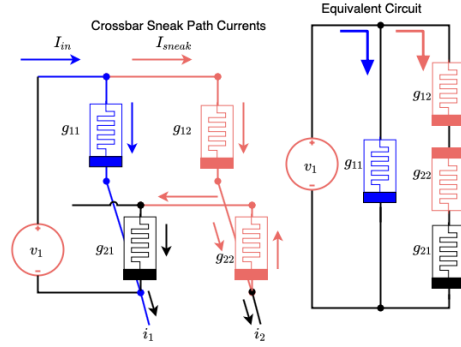 Crossbar Sneak Path Currents
I_in
I_sneak
g_11
g_12
v_1
g_21
g_22
i_1
i_2
Equivalent Circuit
v_1
g_11
g_12
g_22
g_21